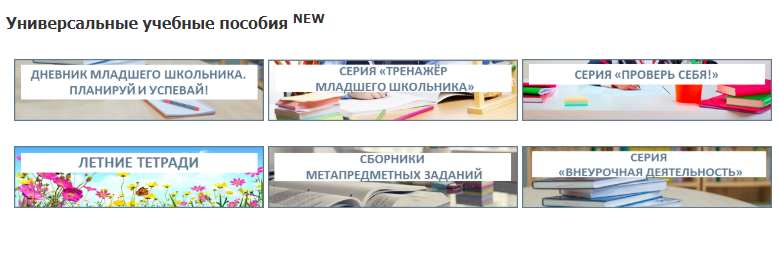 Универсальные учебные пособия NEW
ДНЕВНИК МЛАДШЕГО ШКОЛЬНИКА.
ПЛАНИРУЙ И УСПЕВАЙ!
СЕРИЯ «ТРЕНАЖЁР
МЛАДШЕГО ШКОЛЬНИКА»
СЕРИЯ «ПРОВЕРЬ СЕБЯ!»
ЛЕТНИЕ ТЕТРАДИ
СБОРНИКИ
МЕТАПРЕДМЕТНЫХ ЗАДАНИЙ
СЕРИЯ
«ВНЕУРОЧНАЯ ДЕЯТЕЛЬНОСТЬ»